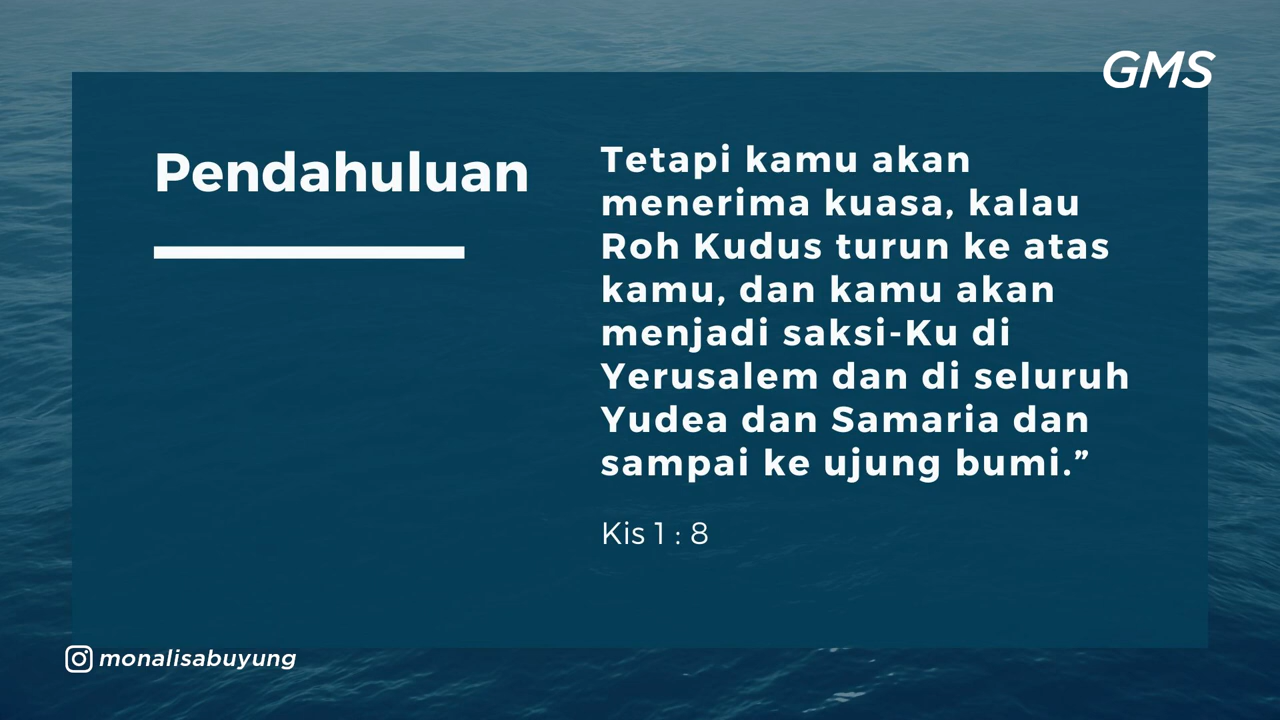 GMS
Pendahuluan
Tetapi kamu akan
menerima kuasa, kalau
Roh Kudus turun ke atas
kamu, dan kamu akan
menjadi saksi-Ku di
Yerusalem dan di seluruh
Yudea dan Samaria dan
sampai ke ujung bumi.”
Kis 1 : 8
monalisabuyung